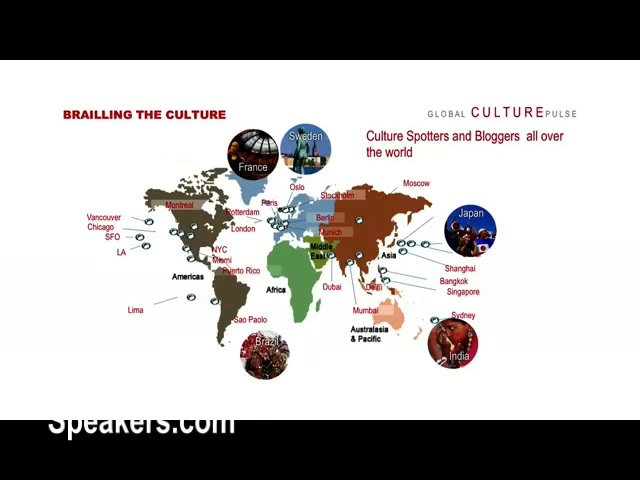 BRAILLING THE CULTURE
GLOBAL CULTUREPULSE
Culture Spotters and Bloggers all over
the world
Sweden
France
Oslo
Stockholm
Moscow
Montreal
Paris
Rotterdam
Japan
Vancouver
Chicago
Berlin
London
SFO
Munich
NYC
Middle
East
LA
Miami
Asia
Puerto Rico
Shanghai
Americas
Bangkok
Africa
Dubai
Delhi
Singapore
Lima
Mumbai
Sao Paolo
Sydney
Australasia
& Pacific
Brazil
India
Speakers.com